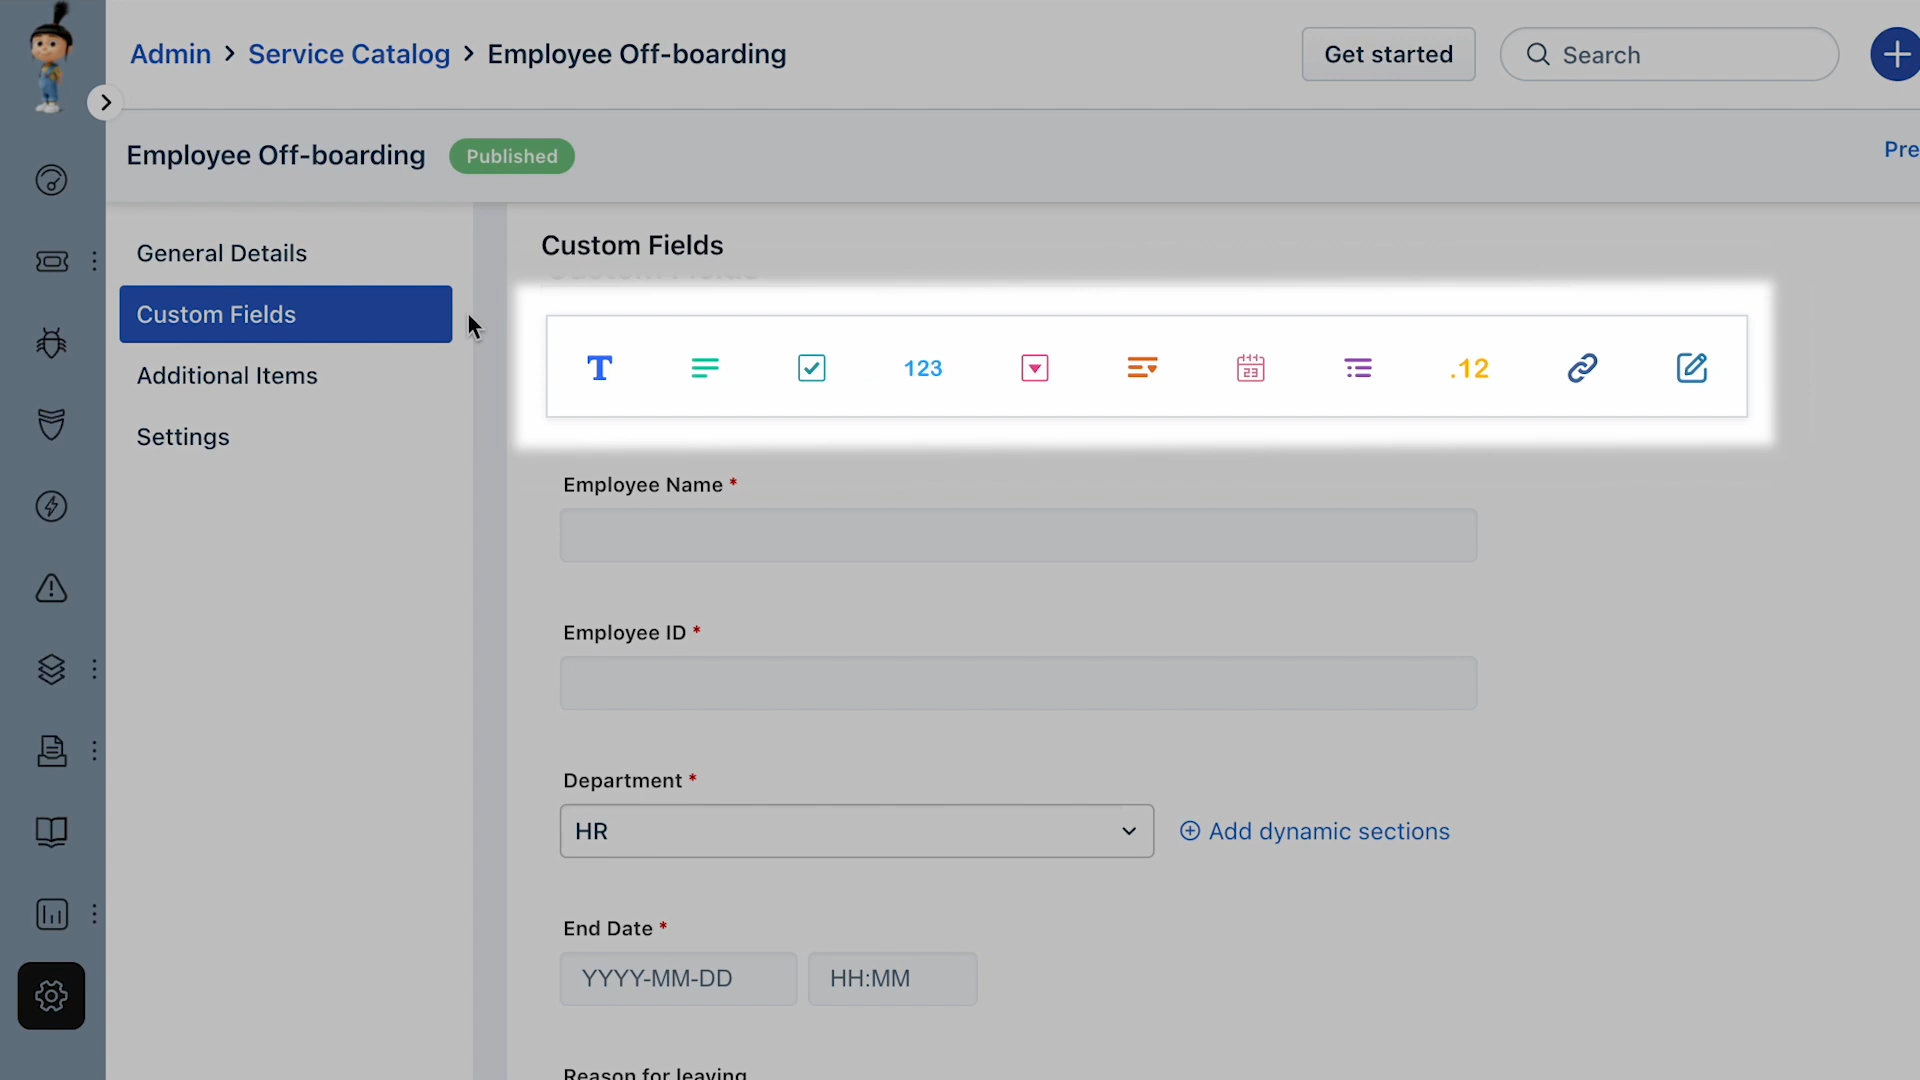 Admin > Service Catalog > Employee Off-boarding
Get started
Search
Employee Off-boarding
Published
Pre
General Details
Custom Fields
Additional Items
Settings
Custom Fields
T
123
23
.12
Employee Name *
Employee ID *
Department *
HR
Add dynamic sections
End Date *
YYYY-MM-DD
HH:MM
Reason for leaving